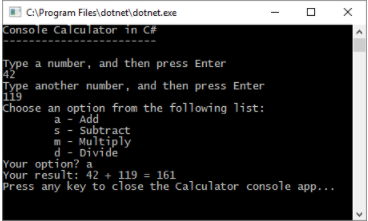 C:\Program Files\dotnet\dotnet.exe
Console Calculator in C#
------------------------
Type a number, and then press Enter
42
Type another number, and then press Enter
119
Choose an option from the following list:
a - Add
s - Subtract
m - Multiply
d - Divide
Your option? a
Your result: 42 + 119 = 161
Press any key to close the Calculator console app...